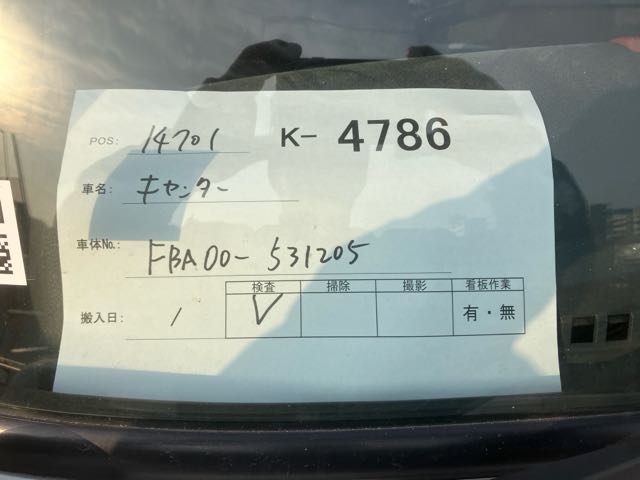 POS: 14701 K- 4786
車名: キャンター
車体No.: FBA00-531205
検査 掃除 撮影 看板作業
搬入日: / V 有・無